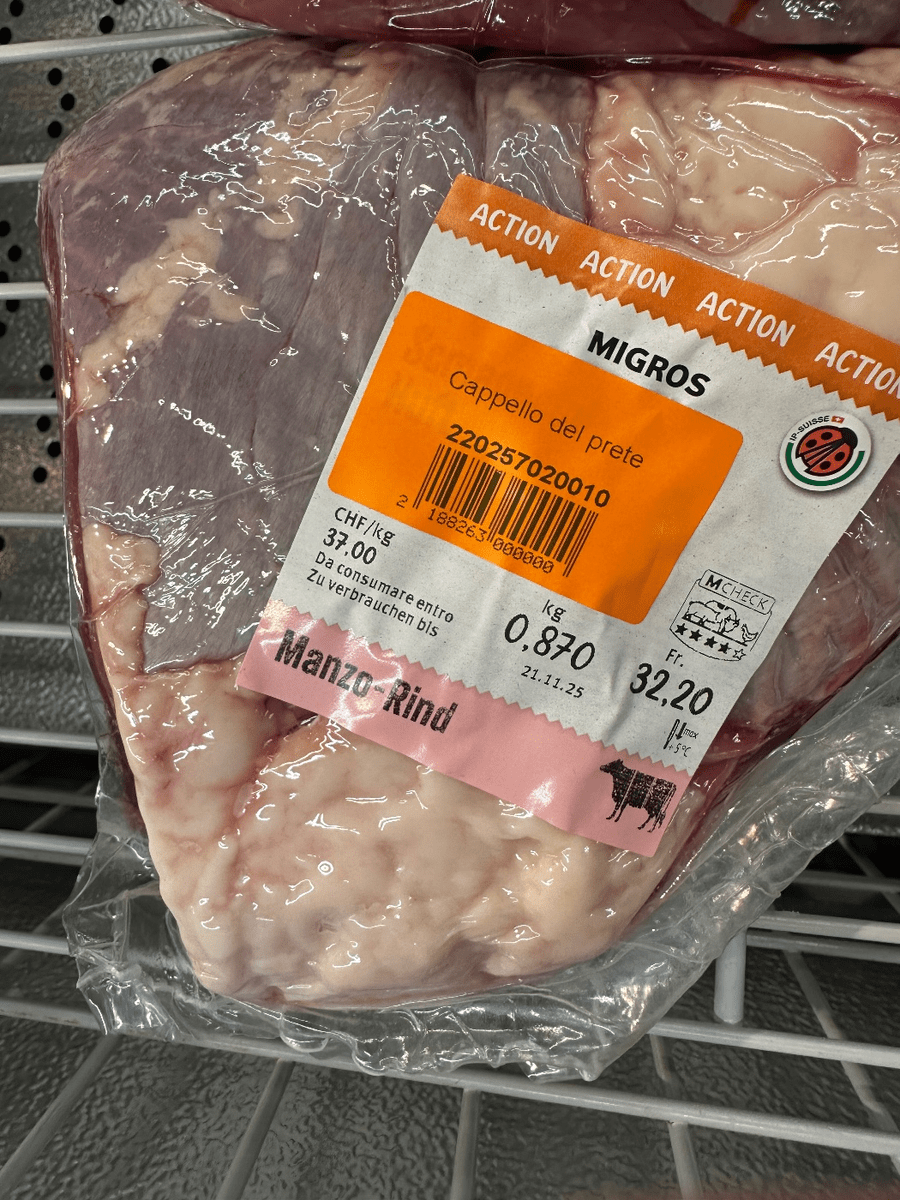 ACTION ACTION ACTION ACTION
MIGROS
IP-SUISSE
Cappello del prete
220257020010
2 188263 000000
CHF/kg
37.00
Da consumare entro
Zu verbrauchen bis
kg
0,870
21.11.25
MCHECK
Fr.
32,20
max
+5°C
Manzo-Rind